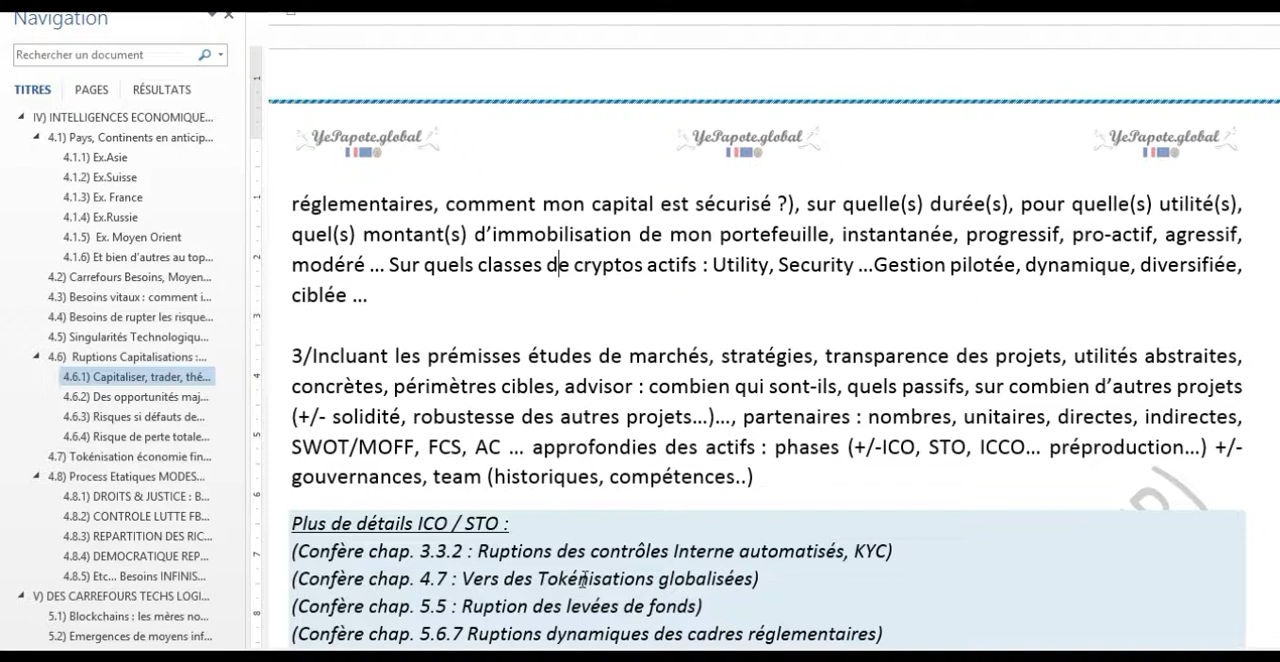 Navigation
Rechercher un document
TITRES PAGES RÉSULTATS
IV) INTELLIGENCES ECONOMIQUE...
4.1) Pays, Continents en anticip...
4.1.1) Ex.Asie
4.1.2) Ex.Suisse
4.1.3) Ex. France
4.1.4) Ex.Russie
4.1.5) Ex. Moyen Orient
4.1.6) Et bien d'autres au top...
4.2) Carrefours Besoins, Moyen...
4.3) Besoins vitaux : comment i...
4.4) Besoins de rupter les risque...
4.5) Singularités Technologiqu...
4.6) Ruptions Capitalisations :...
4.6.1) Capitaliser, trader, thé...
4.6.2) Des opportunités maj...
4.6.3) Risques si défauts de...
4.6.4) Risque de perte totale...
4.7) Tokénisation économie fin...
4.8) Process Etatiques MODES...
4.8.1) DROITS & JUSTICE : B...
4.8.2) CONTROLE LUTTE FB...
4.8.3) REPARTITION DES RIC...
4.8.4) DEMOCRATIQUE REP...
4.8.5) Etc... Besoins INFINIS...
V) DES CARREFOURS TECHS LOGI...
5.1) Blockchains : les mères no...
5.2) Emergences de moyens inf...
YePapote.global YePapote.global YePapote.global
réglementaires, comment mon capital est sécurisé ?), sur quelle(s) durée(s), pour quelle(s) utilité(s),
quel(s) montant(s) d'immobilisation de mon portefeuille, instantanée, progressif, pro-actif, agressif,
modéré ... Sur quels classes de cryptos actifs : Utility, Security ...Gestion pilotée, dynamique, diversifiée,
ciblée ...
3/Incluant les prémisses études de marchés, stratégies, transparence des projets, utilités abstraites,
concrètes, périmètres cibles, advisor : combien qui sont-ils, quels passifs, sur combien d'autres projets
(+/- solidité, robustesse des autres projets...)..., partenaires : nombres, unitaires, directes, indirectes,
SWOT/MOFF, FCS, AC ... approfondies des actifs : phases (+/-ICO, STO, ICCO... préproduction...) +/-
gouvernances, team (historiques, compétences..)
Plus de détails ICO / STO :
(Confère chap. 3.3.2 : Ruptions des contrôles Interne automatisés, KYC)
(Confère chap. 4.7 : Vers des Tokénisations globalisées)
(Confère chap. 5.5 : Ruption des levées de fonds)
(Confère chap. 5.6.7 Ruptions dynamiques des cadres réglementaires)